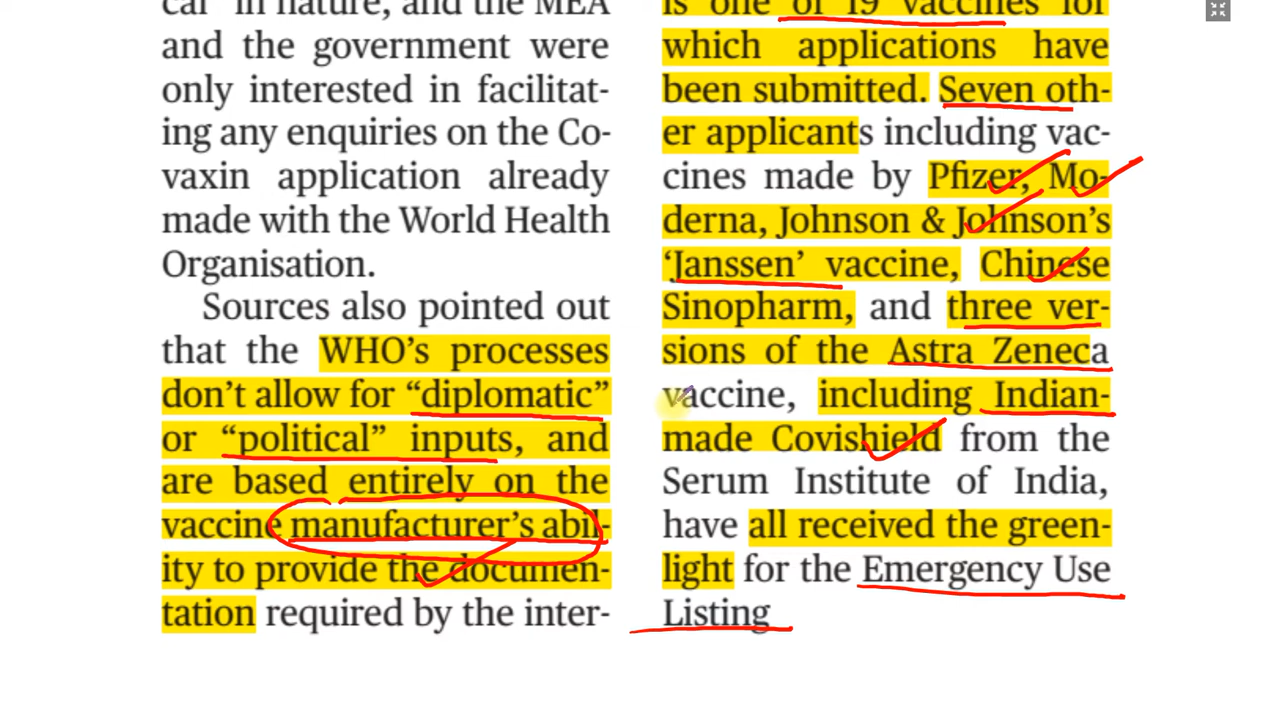 cal” in nature, and the MEA
and the government were
only interested in facilitat-
ing any enquiries on the Co-
vaxin application already
made with the World Health
Organisation.
Sources also pointed out
that the WHO’s processes
don’t allow for “diplomatic”
or “political” inputs, and
are based entirely on the
vaccine manufacturer’s abil-
ity to provide the documen-
tation required by the inter-
is one of 19 vaccines for
which applications have
been submitted. Seven oth-
er applicants including vac-
cines made by Pfizer, Mo-
derna, Johnson & Johnson’s
‘Janssen’ vaccine, Chinese
Sinopharm, and three ver-
sions of the Astra Zeneca
vaccine, including Indian-
made Covishield from the
Serum Institute of India,
have all received the green-
light for the Emergency Use
Listing